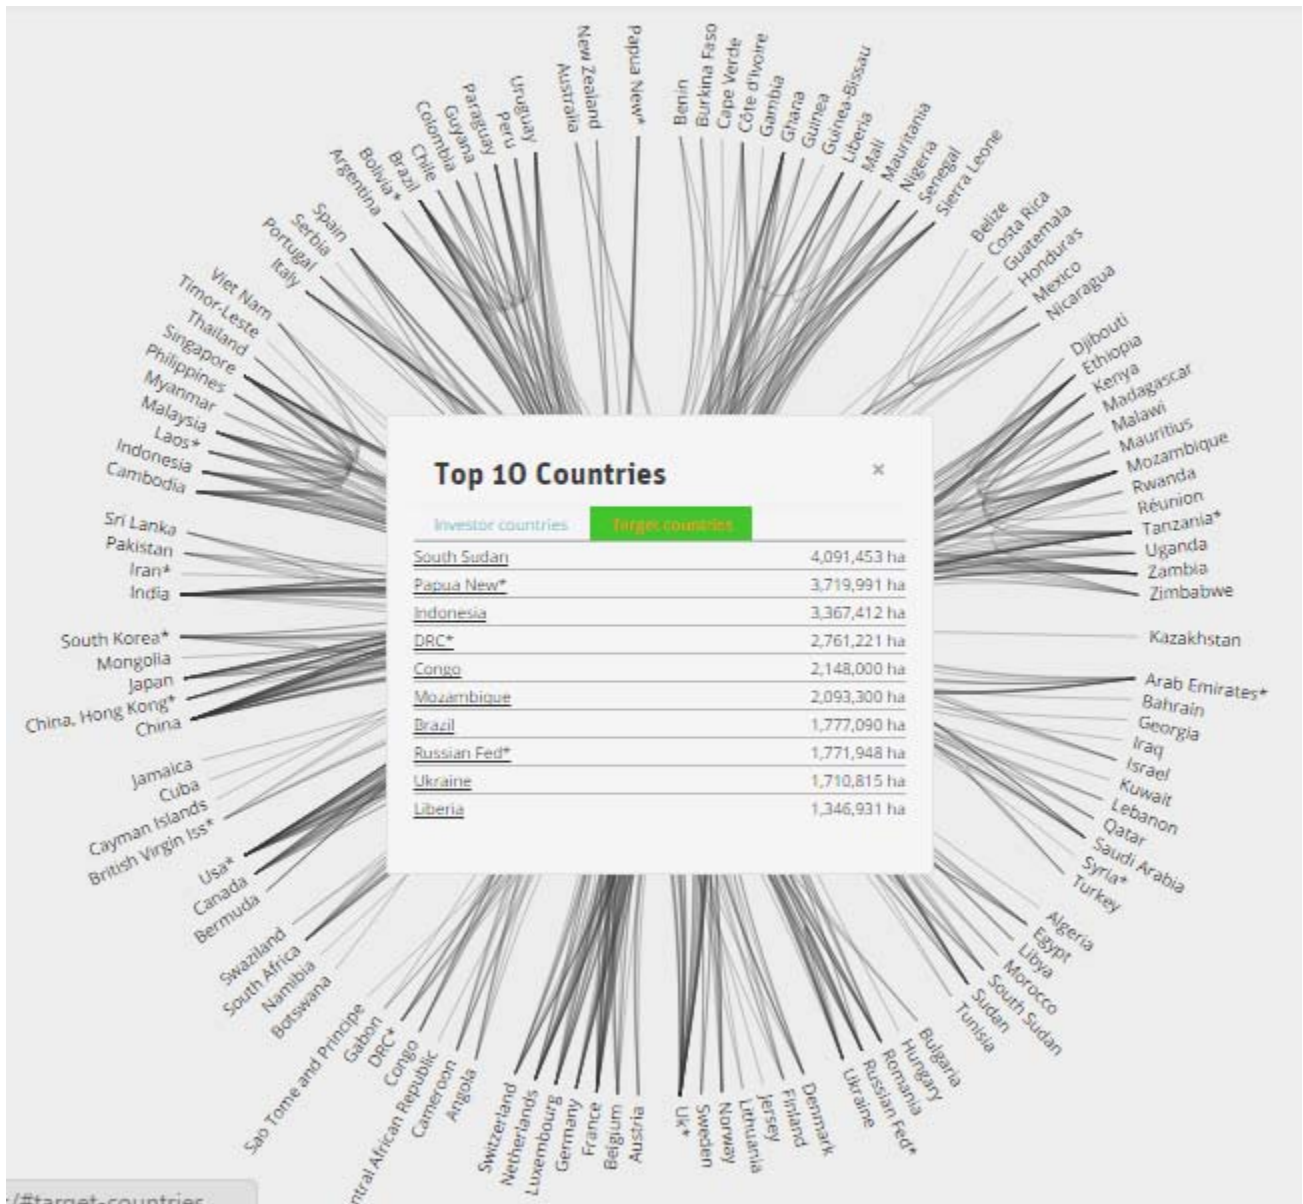 Papua New*
New Zealand
Australia
Uruguay
Peru
Paraguay
Guyana
Colombia
Chile
Brazil
Bolivia*
Argentina
Spain
Serbia
Portugal
Italy
Viet Nam
Timor-Leste
Thailand
Singapore
Philippines
Myanmar
Malaysia
Laos*
Indonesia
Cambodia
Sri Lanka
Pakistan
Iran*
India
South Korea*
Mongolia
Japan
China, Hong Kong*
China
Jamaica
Cuba
Cayman Islands
British Virgin Iss*
Usa*
Canada
Bermuda
Swaziland
South Africa
Namibia
Botswana
Sao Tome and Principe
Gabon
DRC*
Congo
ntral African Republic
Cameroon
Angola
Switzerland
Netherlands
Luxembourg
Germany
France
Belgium
Austria
Uk*
Sweden
Norway
Lithuania
Jersey
Finland
Denmark
Ukraine
Russian Fed*
Romania
Hungary
Bulgaria
Tunisia
Sudan
South Sudan
Morocco
Libya
Egypt
Algeria
Turkey
Syria*
Saudi Arabia
Qatar
Lebanon
Kuwait
Israel
Iraq
Georgia
Bahrain
Arab Emirates*
Kazakhstan
Zimbabwe
Zambia
Uganda
Tanzania*
Réunion
Rwanda
Mozambique
Mauritius
Malawi
Madagascar
Kenya
Ethiopia
Djibouti
Nicaragua
Mexico
Honduras
Guatemala
Costa Rica
Belize
Sierra Leone
Senegal
Nigeria
Mauritania
Mali
Liberia
Guinea-Bissau
Guinea
Ghana
Gambia
Côte d'Ivoire
Cape Verde
Burkina Faso
Benin
Top 10 Countries ×
Investor countries Target countries
South Sudan 4,091,453 ha
Papua New* 3,719,991 ha
Indonesia 3,367,412 ha
DRC* 2,761,221 ha
Congo 2,148,000 ha
Mozambique 2,093,300 ha
Brazil 1,777,090 ha
Russian Fed* 1,771,948 ha
Ukraine 1,710,815 ha
Liberia 1,346,931 ha
/#target-countries